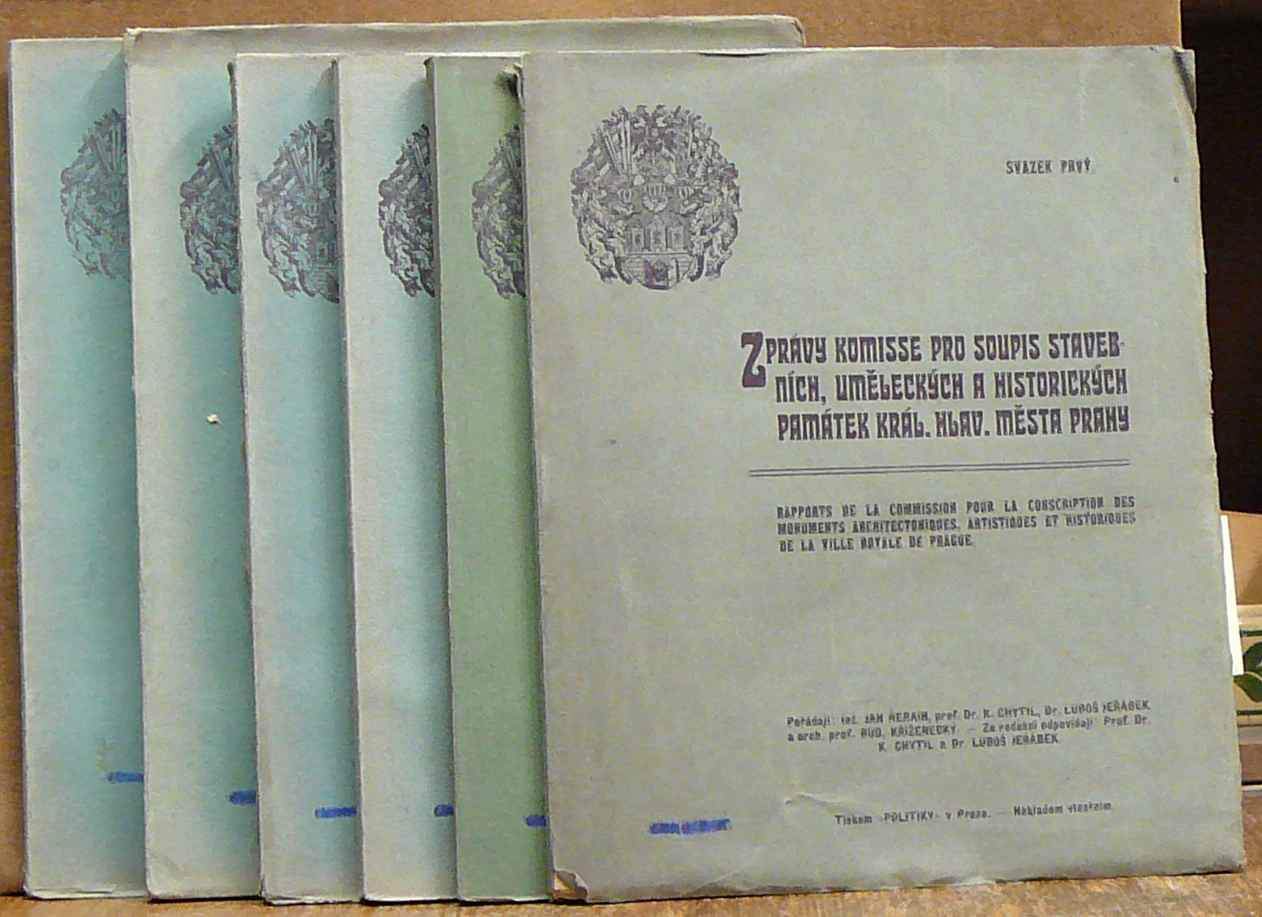 SVAZEK PRVÝ.
ZPRÁVY KOMISSE PRO SOUPIS STAVEB-
NÍCH, UMĚLECKÝCH A HISTORICKÝCH
PAMÁTEK KRÁL. HLAV. MĚSTA PRAHY
RAPPORTS DE LA COMMISSION POUR LA CONSCRIPTION DES
MONUMENTS ARCHITECTONIQUES, ARTISTIQUES ET HISTORIQUES
DE LA VILLE ROYALE DE PRAGUE.
Pořádají: inž. JAN HERAIN, prof. Dr. K. CHYTIL, Dr. LUBOŠ JEŘÁBEK
a arch. prof. RUD. KŘÍŽENECKÝ. — Za redakci odpovídají: Prof. Dr.
K. CHYTIL a Dr. LUBOŠ JEŘÁBEK.
Tiskem „POLITIKY“ v Praze. — Nákladem vlastním.